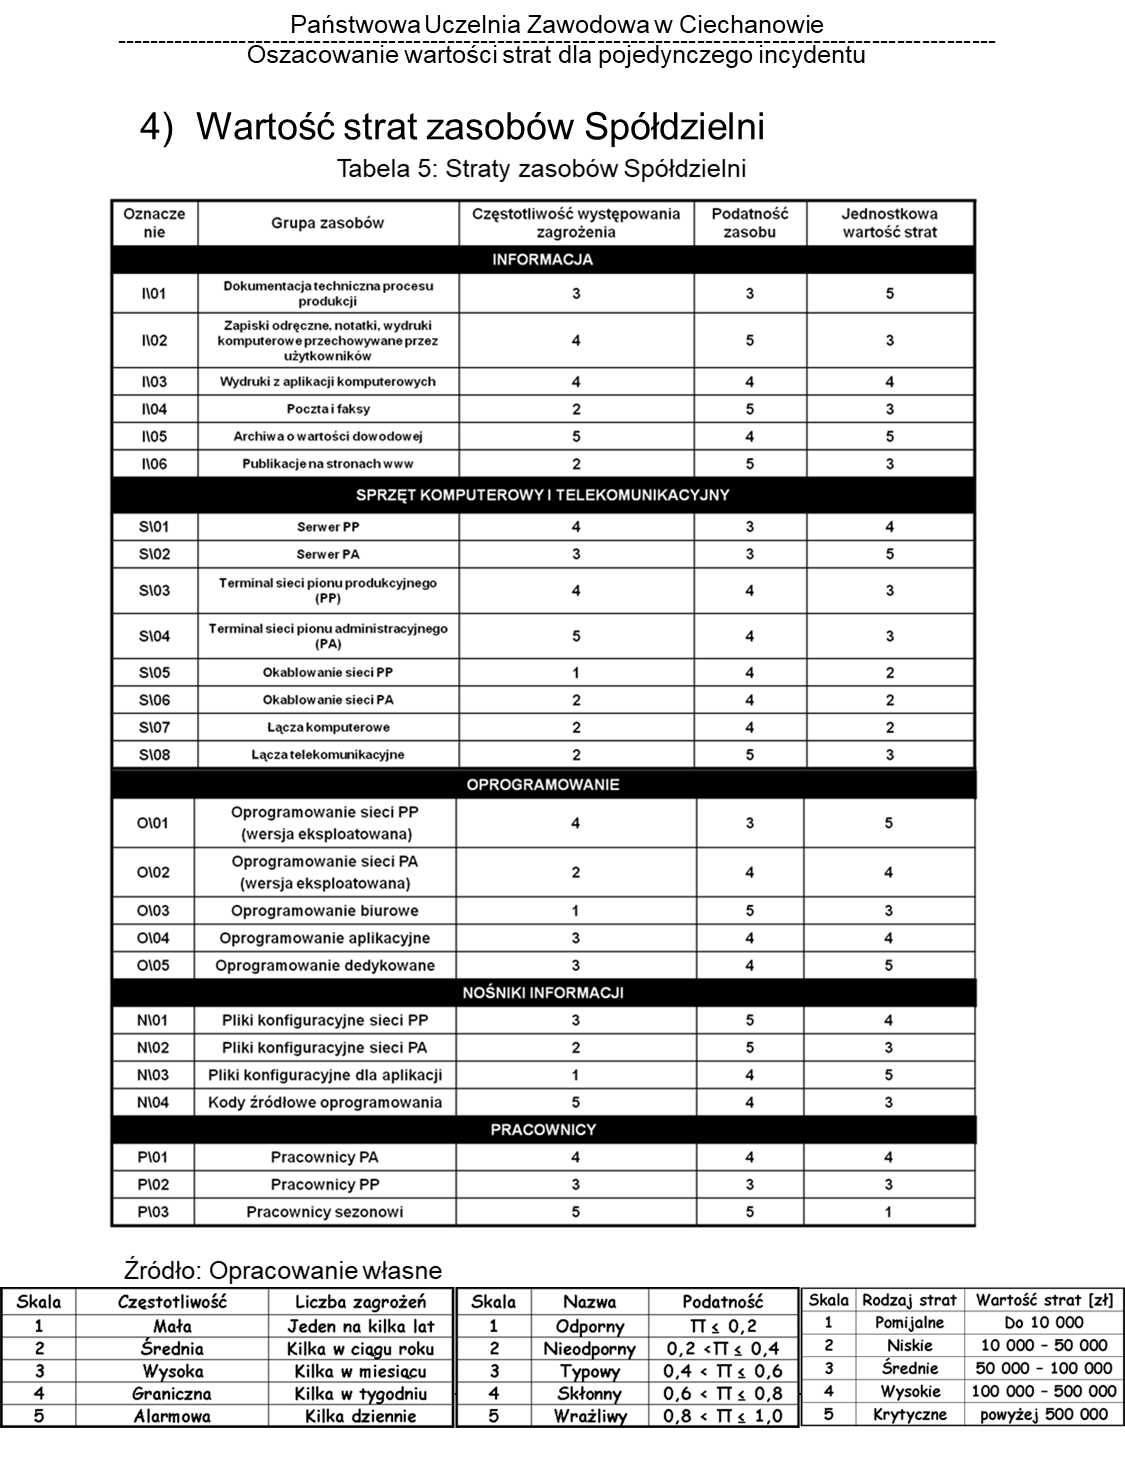 Państwowa Uczelnia Zawodowa w Ciechanowie
Oszacowanie wartości strat dla pojedynczego incydentu
4) Wartość strat zasobów Spółdzielni
Tabela 5: Straty zasobów Spółdzielni
Oznacze
nie
Grupa zasobów
Częstotliwość występowania
zagrożenia
Podatność
zasobu
Jednostkowa
wartość strat
INFORMACJA
I\01 Dokumentacja techniczna procesu
produkcji 3 3 5
I\02 Zapiski odręczne, notatki, wydruki
komputerowe przechowywane przez
użytkowników 4 5 3
I\03 Wydruki z aplikacji komputerowych 4 4 4
I\04 Poczta i faksy 2 5 3
I\05 Archiwa o wartości dowodowej 5 4 5
I\06 Publikacje na stronach www 2 5 3
SPRZĘT KOMPUTEROWY I TELEKOMUNIKACYJNY
S\01 Serwer PP 4 3 4
S\02 Serwer PA 3 3 5
S\03 Terminal sieci pionu produkcyjnego
(PP) 4 4 3
S\04 Terminal sieci pionu administracyjnego
(PA) 5 4 3
S\05 Okablowanie sieci PP 1 4 2
S\06 Okablowanie sieci PA 2 4 2
S\07 Łącza komputerowe 2 4 2
S\08 Łącza telekomunikacyjne 2 5 3
OPROGRAMOWANIE
O\01 Oprogramowanie sieci PP
(wersja eksploatowana) 4 3 5
O\02 Oprogramowanie sieci PA
(wersja eksploatowana) 2 4 4
O\03 Oprogramowanie biurowe 1 5 3
O\04 Oprogramowanie aplikacyjne 3 4 4
O\05 Oprogramowanie dedykowane 3 4 5
NOŚNIKI INFORMACJI
N\01 Pliki konfiguracyjne sieci PP 3 5 4
N\02 Pliki konfiguracyjne sieci PA 2 5 3
N\03 Pliki konfiguracyjne dla aplikacji 1 4 5
N\04 Kody źródłowe oprogramowania 5 4 3
PRACOWNICY
P\01 Pracownicy PA 4 4 4
P\02 Pracownicy PP 3 3 3
P\03 Pracownicy sezonowi 5 5 1
Źródło: Opracowanie własne
Skala Częstotliwość Liczba zagrożeń
1 Mała Jeden na kilka lat
2 Średnia Kilka w ciągu roku
3 Wysoka Kilka w miesiącu
4 Graniczna Kilka w tygodniu
5 Alarmowa Kilka dziennie
Skala Nazwa Podatność
1 Odporny Π ≤ 0,2
2 Nieodporny 0,2 <Π ≤ 0,4
3 Typowy 0,4 < Π ≤ 0,6
4 Skłonny 0,6 < Π ≤ 0,8
5 Wrażliwy 0,8 < Π ≤ 1,0
Skala Rodzaj strat Wartość strat [zł]
1 Pomijalne Do 10 000
2 Niskie 10 000 – 50 000
3 Średnie 50 000 – 100 000
4 Wysokie 100 000 – 500 000
5 Krytyczne powyżej 500 000